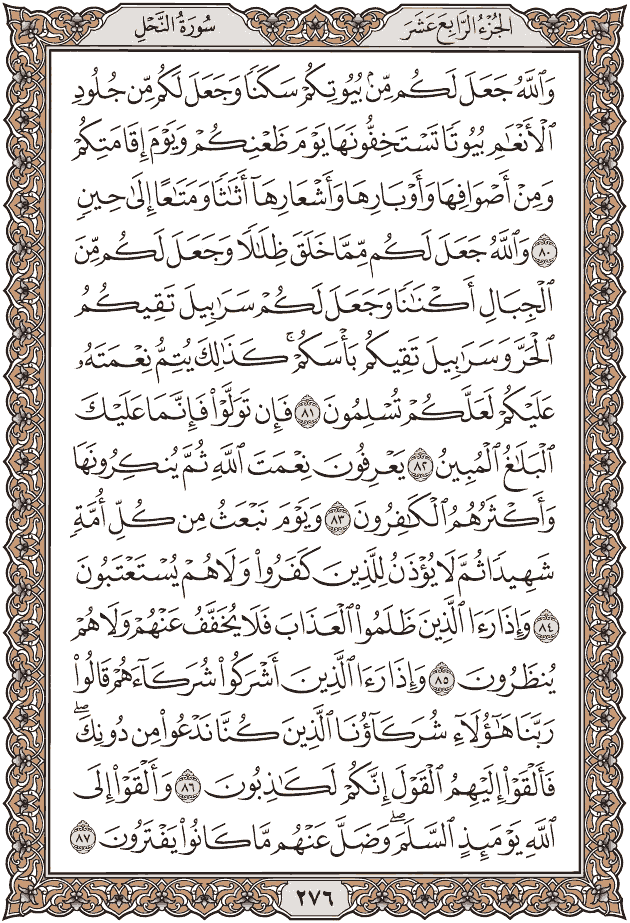 الجُزْءُ الرَّابِعَ عَشَرَ
سُورَةُ النَّحْلِ
وَٱللَّهُ جَعَلَ لَكُم مِّنۢ بُيُوتِكُمۡ سَكَنٗا وَجَعَلَ لَكُم مِّن جُلُودِ
ٱلۡأَنۡعَٰمِ بُيُوتٗا تَسۡتَخِفُّونَهَا يَوۡمَ ظَعۡنِكُمۡ وَيَوۡمَ إِقَامَتِكُمۡ
وَمِنۡ أَصۡوَافِهَا وَأَوۡبَارِهَا وَأَشۡعَارِهَآ أَثَٰثٗا وَمَتَٰعًا إِلَىٰ حِينٖ
٨٠ وَٱللَّهُ جَعَلَ لَكُم مِّمَّا خَلَقَ ظِلَٰلٗا وَجَعَلَ لَكُم مِّنَ
ٱلۡجِبَالِ أَكۡنَٰنٗا وَجَعَلَ لَكُمۡ سَرَٰبِيلَ تَقِيكُمُ
ٱلۡحَرَّ وَسَرَٰبِيلَ تَقِيكُم بَأۡسَكُمۡۚ كَذَٰلِكَ يُتِمُّ نِعۡمَتَهُۥ
عَلَيۡكُمۡ لَعَلَّكُمۡ تُسۡلِمُونَ ٨١ فَإِن تَوَلَّوۡاْ فَإِنَّمَا عَلَيۡكَ
ٱلۡبَلَٰغُ ٱلۡمُبِينُ ٨٢ يَعۡرِفُونَ نِعۡمَتَ ٱللَّهِ ثُمَّ يُنكِرُونَهَا
وَأَكۡثَرُهُمُ ٱلۡكَٰفِرُونَ ٨٣ وَيَوۡمَ نَبۡعَثُ مِن كُلِّ أُمَّةٖ
شَهِيدٗا ثُمَّ لَا يُؤۡذَنُ لِلَّذِينَ كَفَرُواْ وَلَا هُمۡ يُسۡتَعۡتَبُونَ
٨٤ وَإِذَا رَءَا ٱلَّذِينَ ظَلَمُواْ ٱلۡعَذَابَ فَلَا يُخَفَّفُ عَنۡهُمۡ وَلَا هُمۡ
يُنظَرُونَ ٨٥ وَإِذَا رَءَا ٱلَّذِينَ أَشۡرَكُواْ شُرَكَآءَهُمۡ قَالُواْ
رَبَّنَا هَٰٓؤُلَآءِ شُرَكَآؤُنَا ٱلَّذِينَ كُنَّا نَدۡعُواْ مِن دُونِكَۖ
فَأَلۡقَوۡاْ إِلَيۡهِمُ ٱلۡقَوۡلَ إِنَّكُمۡ لَكَٰذِبُونَ ٨٦ وَأَلۡقَوۡاْ إِلَى
ٱللَّهِ يَوۡمَئِذٍ ٱلسَّلَمَۖ وَضَلَّ عَنۡهُم مَّا كَانُواْ يَفۡتَرُونَ ٨٧
٢٧٦